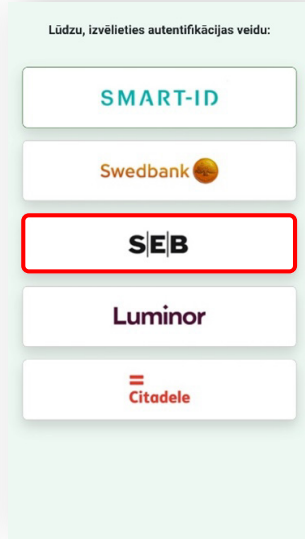 Lūdzu, izvēlieties autentifikācijas veidu:
SMART-ID
Swedbank
SEB
Luminor
Citadele